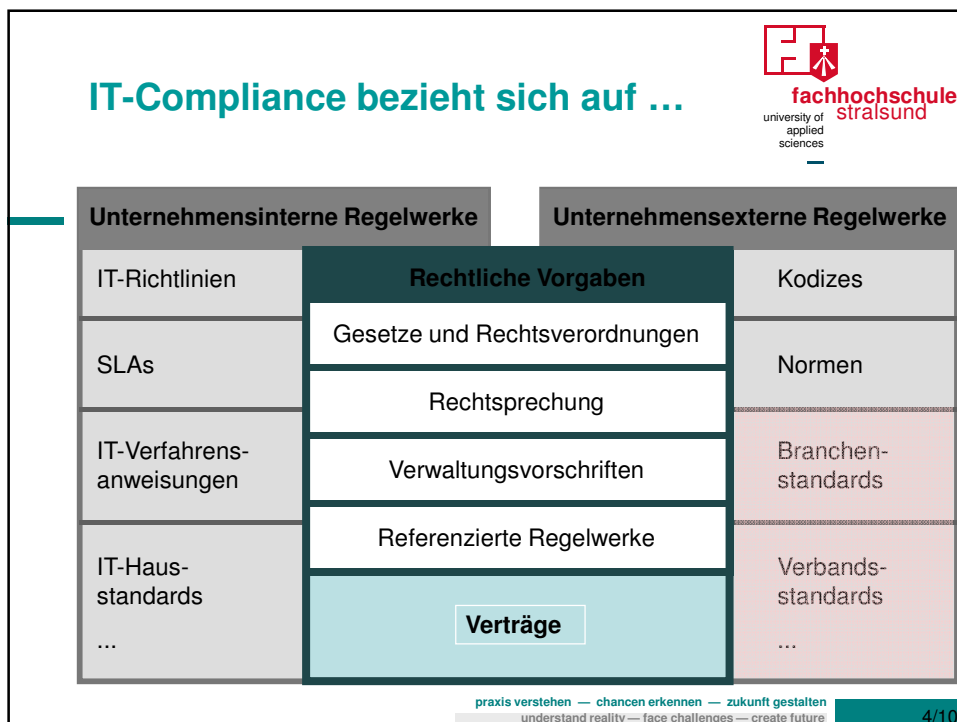 IT-Compliance bezieht sich auf …
fachhochschule
stralsund
university of
applied
sciences
Unternehmensinterne Regelwerke
IT-Richtlinien
SLAs
IT-Verfahrens-
anweisungen
IT-Haus-
standards
...
Rechtliche Vorgaben
Gesetze und Rechtsverordnungen
Rechtsprechung
Verwaltungsvorschriften
Referenzierte Regelwerke
Verträge
Unternehmensexterne Regelwerke
Kodizes
Normen
Branchen-
standards
Verbands-
standards
...
praxis verstehen — chancen erkennen — zukunft gestalten
understand reality — face challenges — create future
4/10